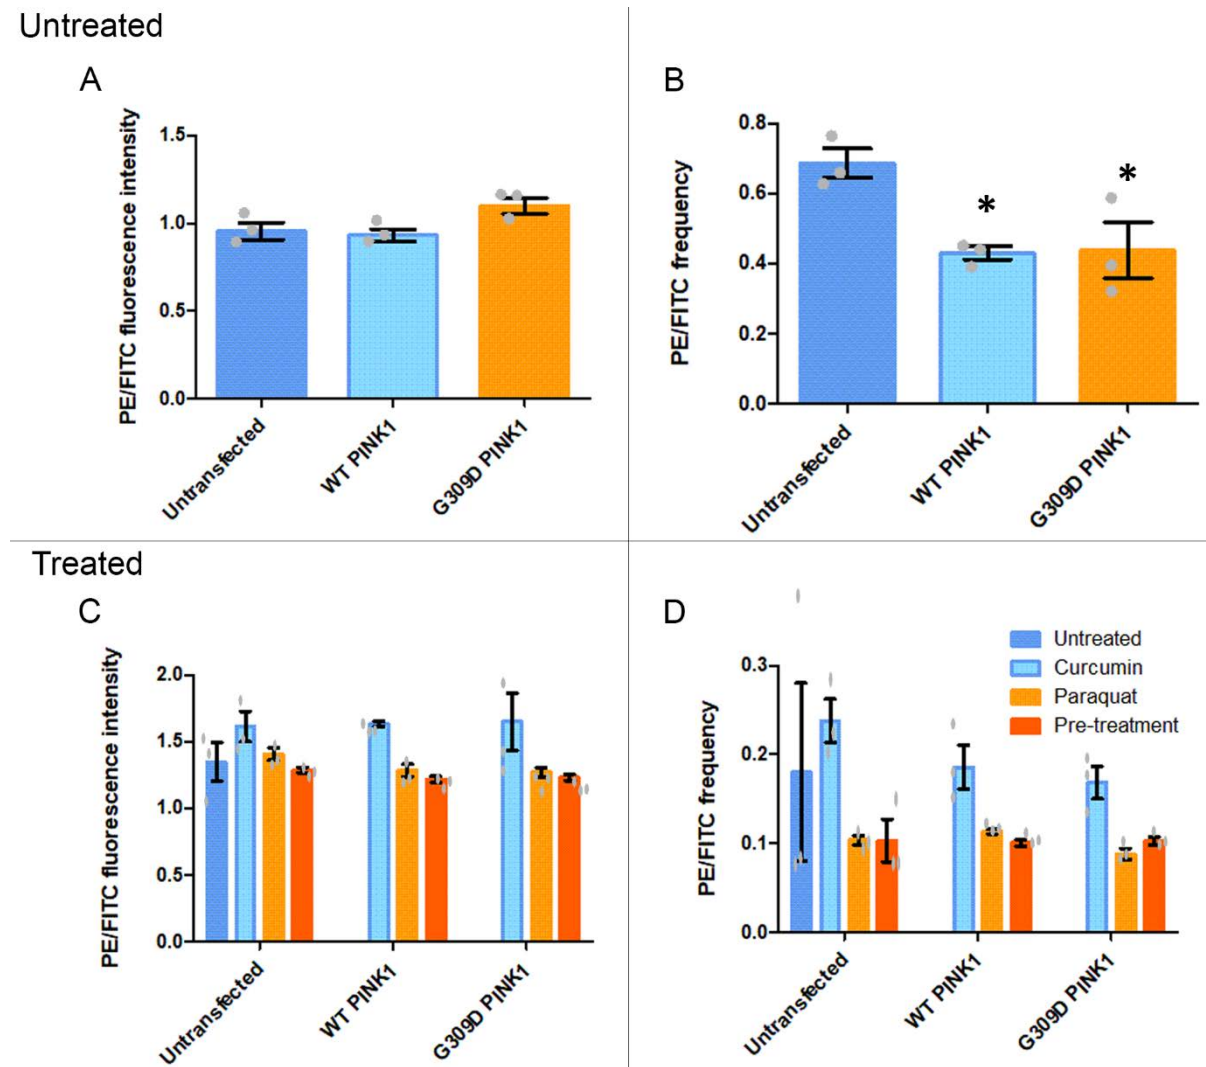 Untreated
A
PE/FITC fluorescence intensity
1.5
1.0
0.5
0.0
Untransfected
WT PINK1
G309D PINK1
B
PE/FITC frequency
0.8
0.6
0.4
0.2
0.0
*
*
Untransfected
WT PINK1
G309D PINK1
Treated
C
PE/FITC fluorescence intensity
2.0
1.5
1.0
0.5
0.0
Untransfected
WT PINK1
G309D PINK1
D
PE/FITC frequency
0.3
0.2
0.1
0.0
Untreated
Curcumin
Paraquat
Pre-treatment
Untransfected
WT PINK1
G309D PINK1